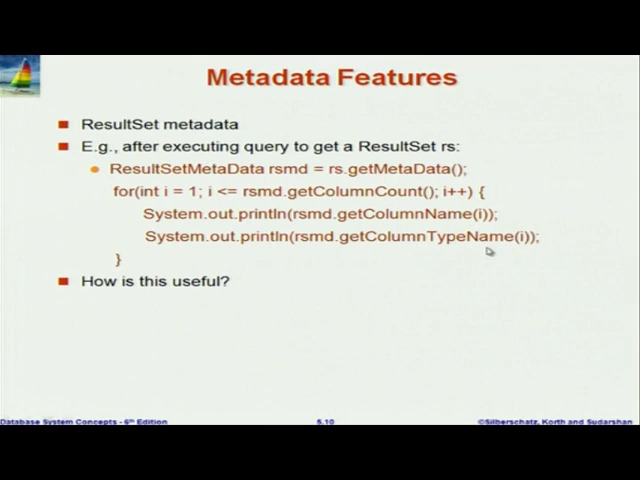 Metadata Features
■ ResultSet metadata
■ E.g., after executing query to get a ResultSet rs:
● ResultSetMetaData rsmd = rs.getMetaData();
for(int i = 1; i <= rsmd.getColumnCount(); i++) {
System.out.println(rsmd.getColumnName(i));
System.out.println(rsmd.getColumnTypeName(i));
}
■ How is this useful?
Database System Concepts - 6th Edition
5.10
©Silberschatz, Korth and Sudarshan